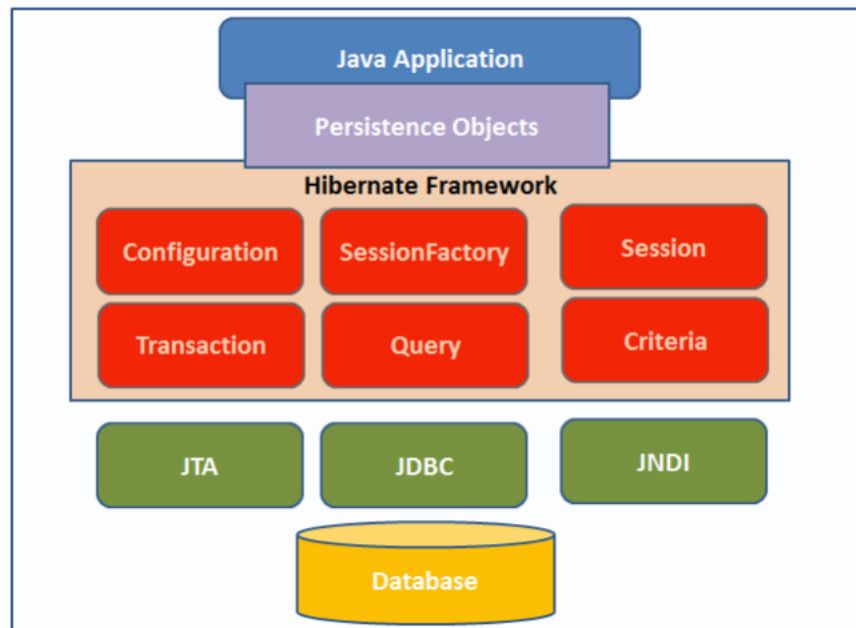 Java Application
Persistence Objects
Hibernate Framework
Configuration
SessionFactory
Session
Transaction
Query
Criteria
JTA
JDBC
JNDI
Database